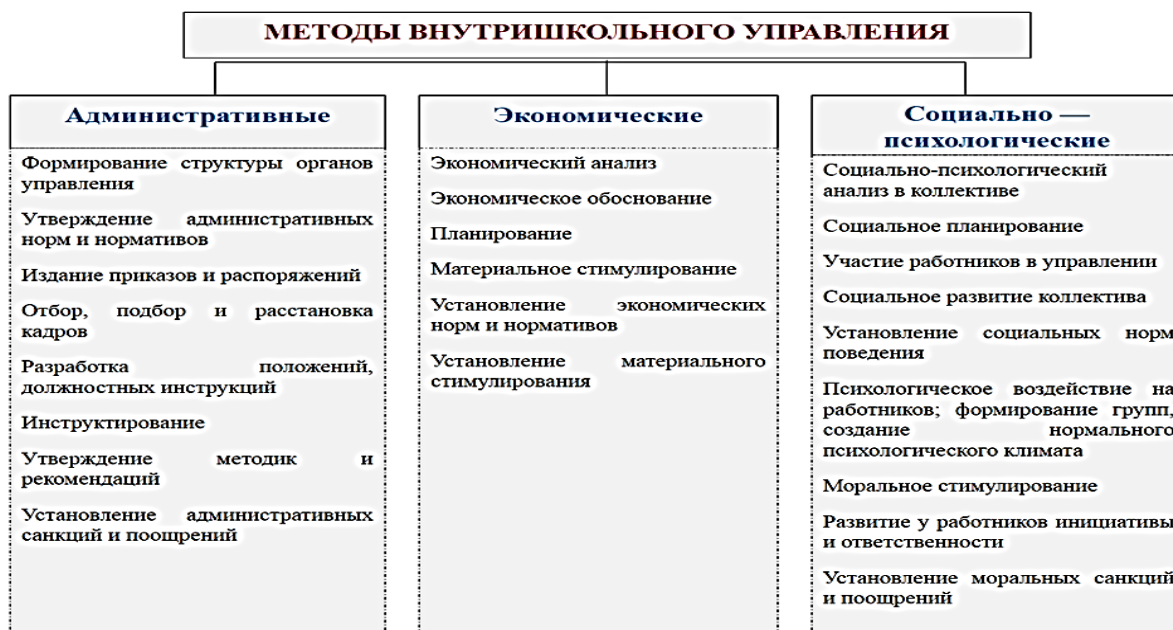 МЕТОДЫ ВНУТРИШКОЛЬНОГО УПРАВЛЕНИЯ
Административные
Формирование структуры органов
управления
Утверждение административных
норм и нормативов
Издание приказов и распоряжений
Отбор, подбор и расстановка
кадров
Разработка положений,
должностных инструкций
Инструктирование
Утверждение методик и
рекомендаций
Установление административных
санкций и поощрений
Экономические
Экономический анализ
Экономическое обоснование
Планирование
Материальное стимулирование
Установление экономических
норм и нормативов
Установление материального
стимулирования
Социально —
психологические
Социально-психологический
анализ в коллективе
Социальное планирование
Участие работников в управлении
Социальное развитие коллектива
Установление социальных норм
поведения
Психологическое воздействие на
работников; формирование групп,
создание нормального
психологического климата
Моральное стимулирование
Развитие у работников инициативы
и ответственности
Установление моральных санкций
и поощрений